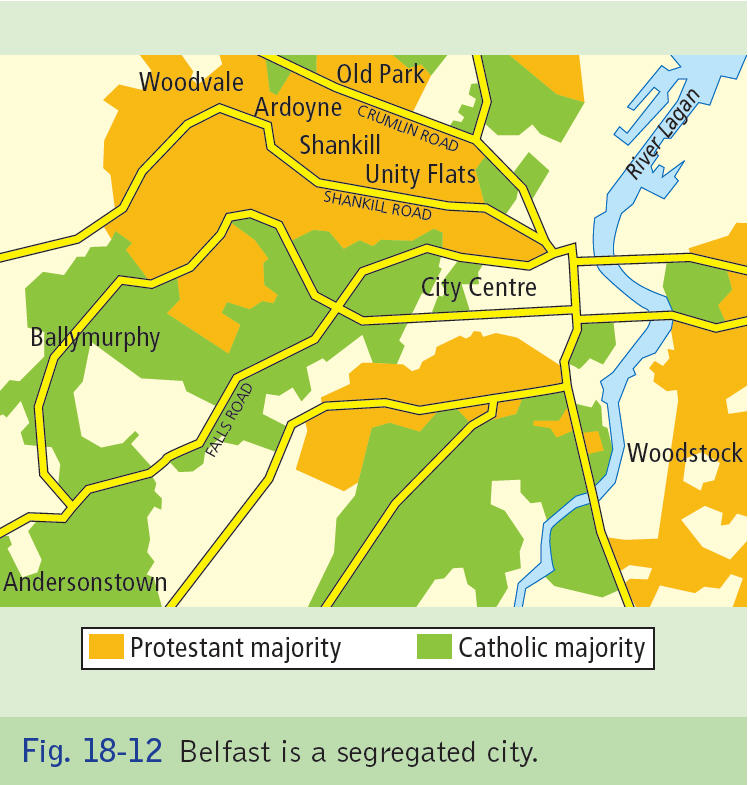 Old Park
Woodvale
Ardoyne
CRUMLIN ROAD
Shankill
Unity Flats
SHANKILL ROAD
River Lagan
City Centre
Ballymurphy
FALLS ROAD
Woodstock
Andersonstown
Protestant majority
Catholic majority
Fig. 18-12 Belfast is a segregated city.